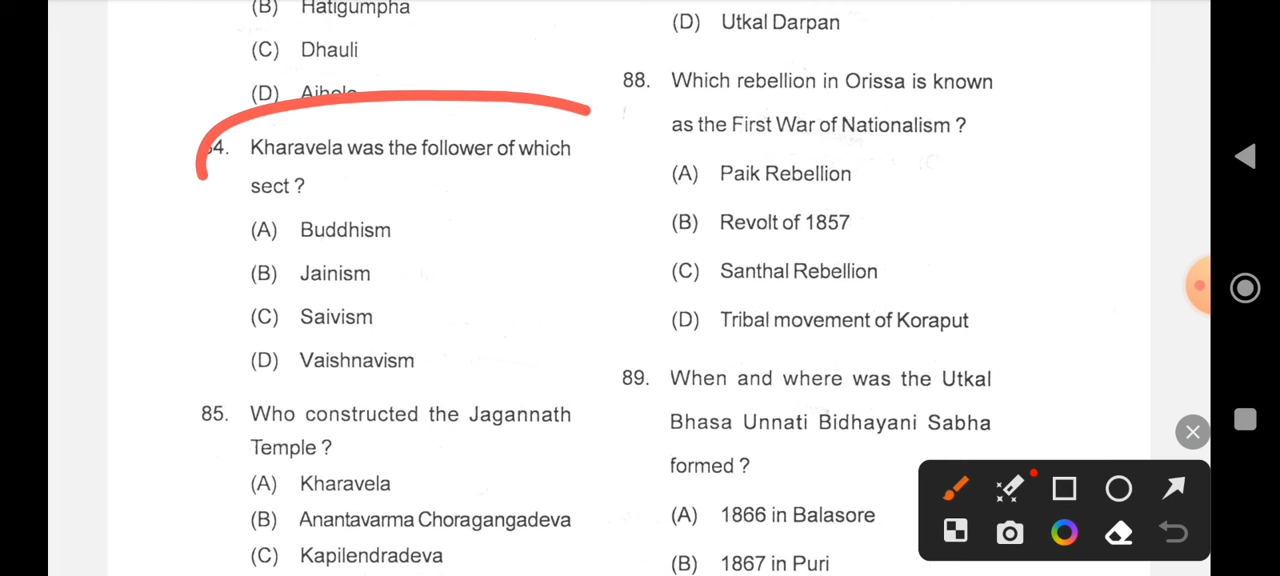 (B) Hatigumpha
(C) Dhauli
(D) Aihole
84. Kharavela was the follower of which
sect ?
(A) Buddhism
(B) Jainism
(C) Saivism
(D) Vaishnavism
85. Who constructed the Jagannath
Temple ?
(A) Kharavela
(B) Anantavarma Choragangadeva
(C) Kapilendradeva
(D) Utkal Darpan
88. Which rebellion in Orissa is known
as the First War of Nationalism ?
(A) Paik Rebellion
(B) Revolt of 1857
(C) Santhal Rebellion
(D) Tribal movement of Koraput
89. When and where was the Utkal
Bhasa Unnati Bidhayani Sabha
formed ?
(A) 1866 in Balasore
(B) 1867 in Puri